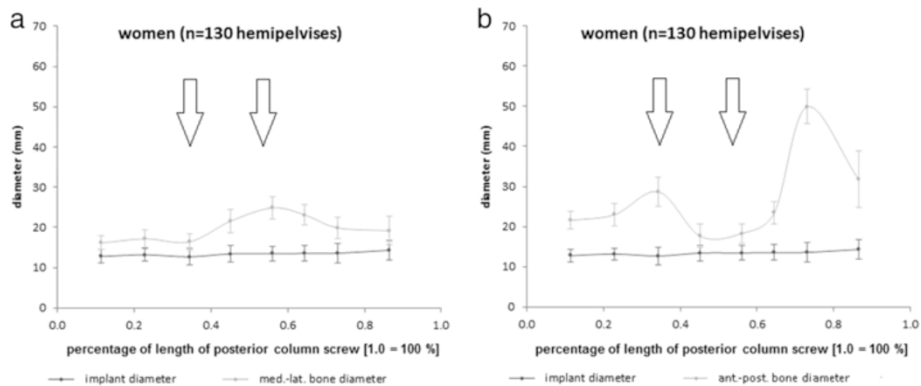 a
women (n=130 hemipelvises)
diameter (mm)
70
60
50
40
30
20
10
0
0.0 0.2 0.4 0.6 0.8 1.0
percentage of length of posterior column screw [1.0 = 100 %]
implant diameter med.-lat. bone diameter
b
women (n=130 hemipelvises)
diameter (mm)
70
60
50
40
30
20
10
0
0.0 0.2 0.4 0.6 0.8 1.0
percentage of length of posterior column screw [1.0 = 100 %]
implant diameter ant.-post. bone diameter